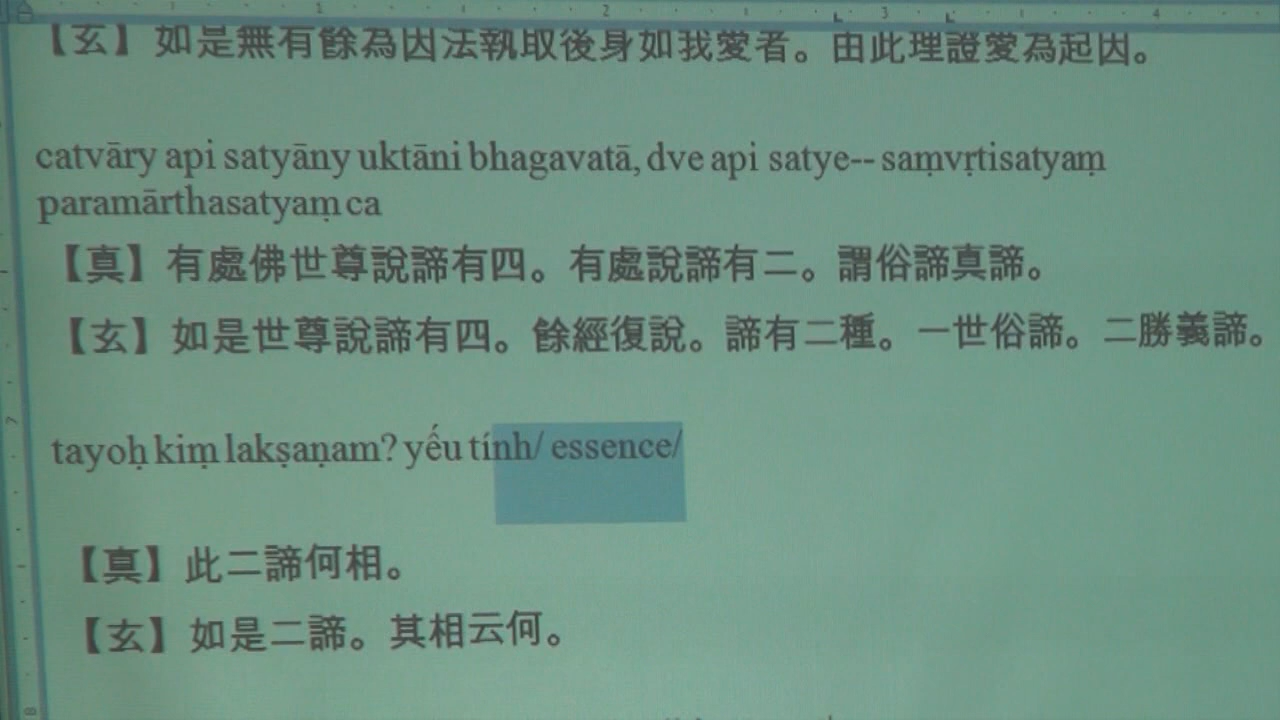 【玄】如是無有餘為因法執取後身如我愛者。由此理證愛為起因。
catvāry api satyāny uktāni bhagavatā, dve api satye-- saṃvṛtisatyaṃ
paramārthasatyaṃ ca
【真】有處佛世尊說諦有四。有處說諦有二。謂俗諦真諦。
【玄】如是世尊說諦有四。餘經復說。諦有二種。一世俗諦。二勝義諦。
tayoḥ kiṃ lakṣaṇam? yếu tính/ essence/
【真】此二諦何相。
【玄】如是二諦。其相云何。